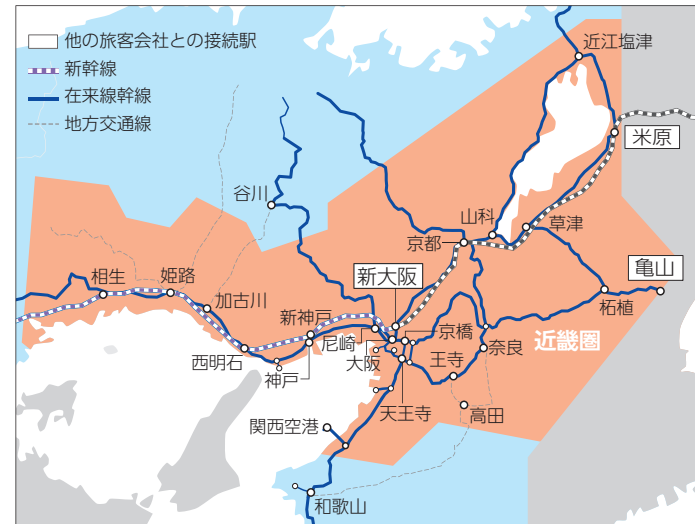 他の旅客会社との接続駅
新幹線
在来線幹線
地方交通線
近江塩津
米原
谷川
山科
草津
京都
新大阪
亀山
相生
姫路
加古川
新神戸
柘植
京橋
尼崎
近畿圏
西明石
大阪
王寺
奈良
神戸
天王寺
高田
関西空港
和歌山